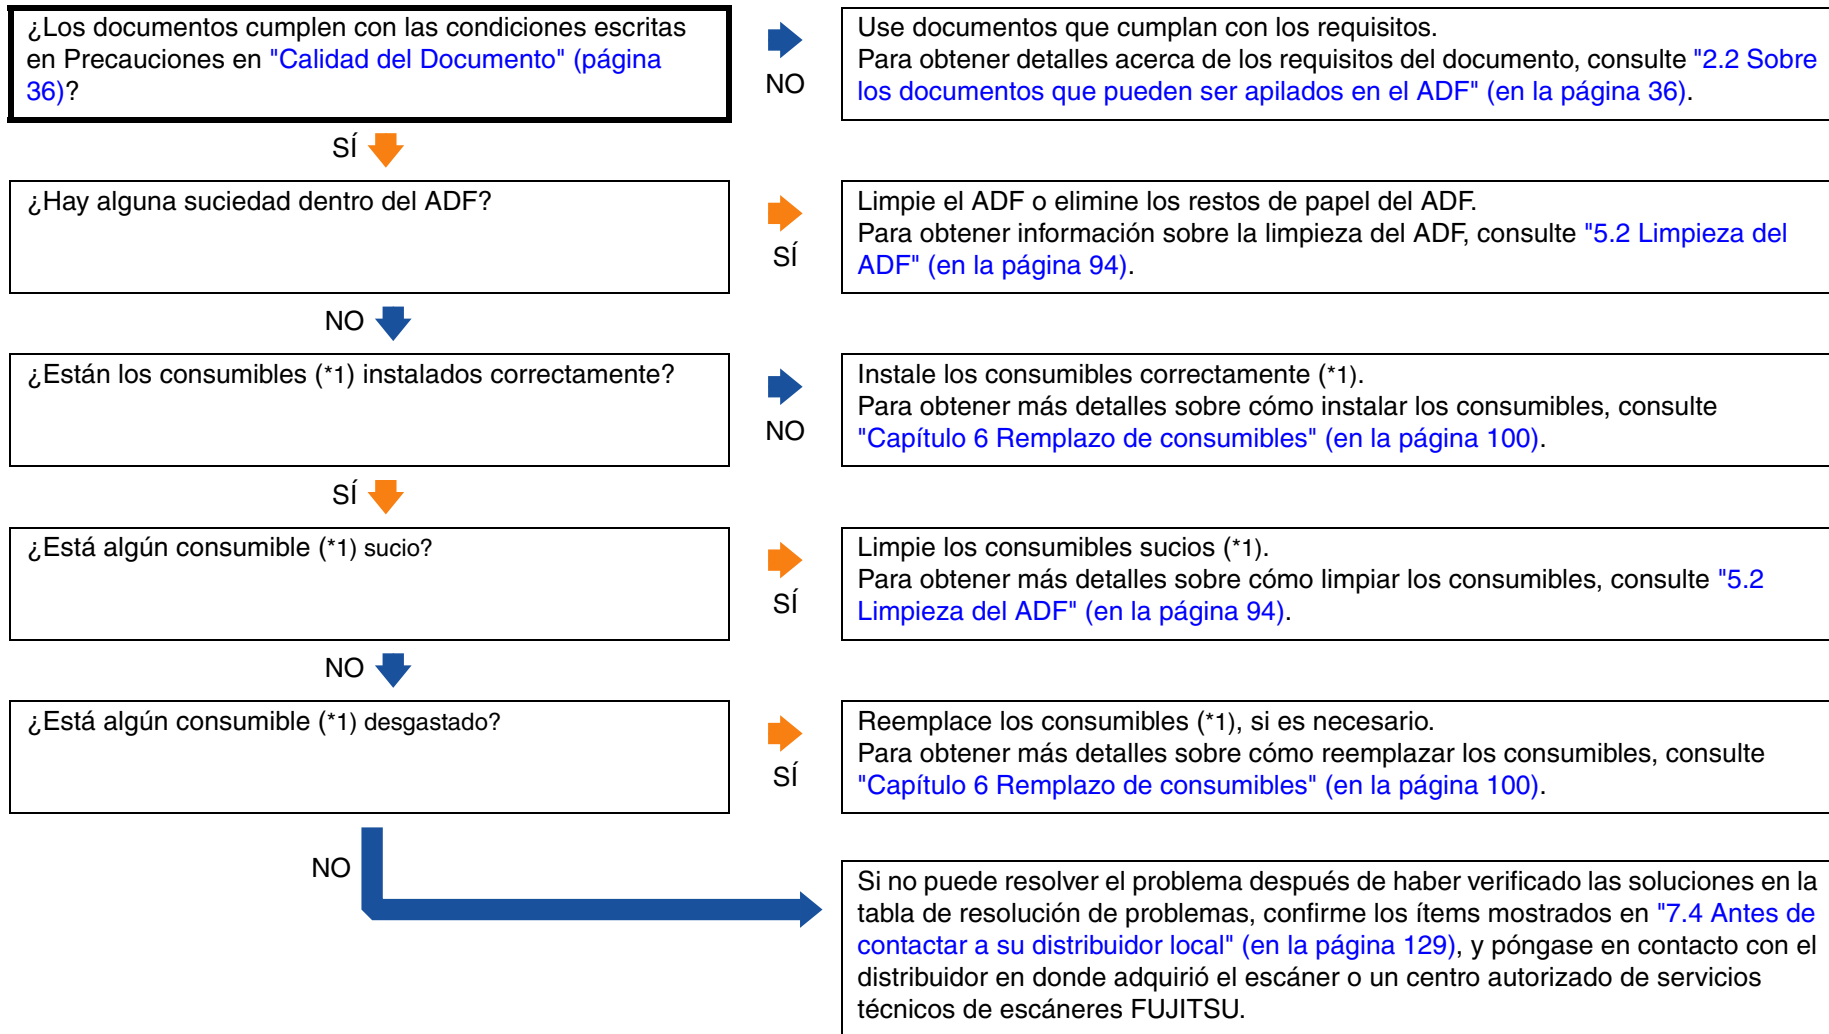 ¿Los documentos cumplen con las condiciones escritas
en Precauciones en "Calidad del Documento" (página
36)?
NO
Use documentos que cumplan con los requisitos.
Para obtener detalles acerca de los requisitos del documento, consulte "2.2 Sobre
los documentos que pueden ser apilados en el ADF" (en la página 36).
SÍ
¿Hay alguna suciedad dentro del ADF?
SÍ
Limpie el ADF o elimine los restos de papel del ADF.
Para obtener información sobre la limpieza del ADF, consulte "5.2 Limpieza del
ADF" (en la página 94).
NO
¿Están los consumibles (*1) instalados correctamente?
NO
Instale los consumibles correctamente (*1).
Para obtener más detalles sobre cómo instalar los consumibles, consulte
"Capítulo 6 Remplazo de consumibles" (en la página 100).
SÍ
¿Está algún consumible (*1) sucio?
SÍ
Limpie los consumibles sucios (*1).
Para obtener más detalles sobre cómo limpiar los consumibles, consulte "5.2
Limpieza del ADF" (en la página 94).
NO
¿Está algún consumible (*1) desgastado?
SÍ
Reemplace los consumibles (*1), si es necesario.
Para obtener más detalles sobre cómo reemplazar los consumibles, consulte
"Capítulo 6 Remplazo de consumibles" (en la página 100).
NO
Si no puede resolver el problema después de haber verificado las soluciones en la
tabla de resolución de problemas, confirme los ítems mostrados en "7.4 Antes de
contactar a su distribuidor local" (en la página 129), y póngase en contacto con el
distribuidor en donde adquirió el escáner o un centro autorizado de servicios
técnicos de escáneres FUJITSU.